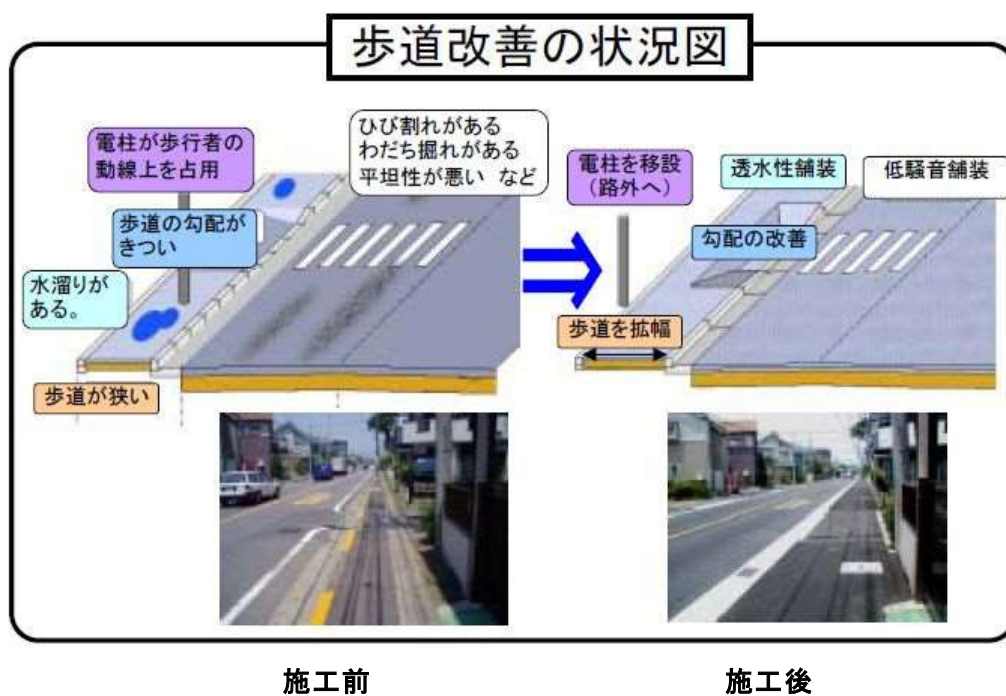 歩道改善の状況図
電柱が歩行者の
動線上を占用
ひび割れがある
わだち掘れがある
平坦性が悪い など
歩道の勾配が
きつい
水溜りが
ある。
歩道が狭い
電柱を移設
（路外へ）
透水性舗装
低騒音舗装
勾配の改善
歩道を拡幅
施工前
施工後